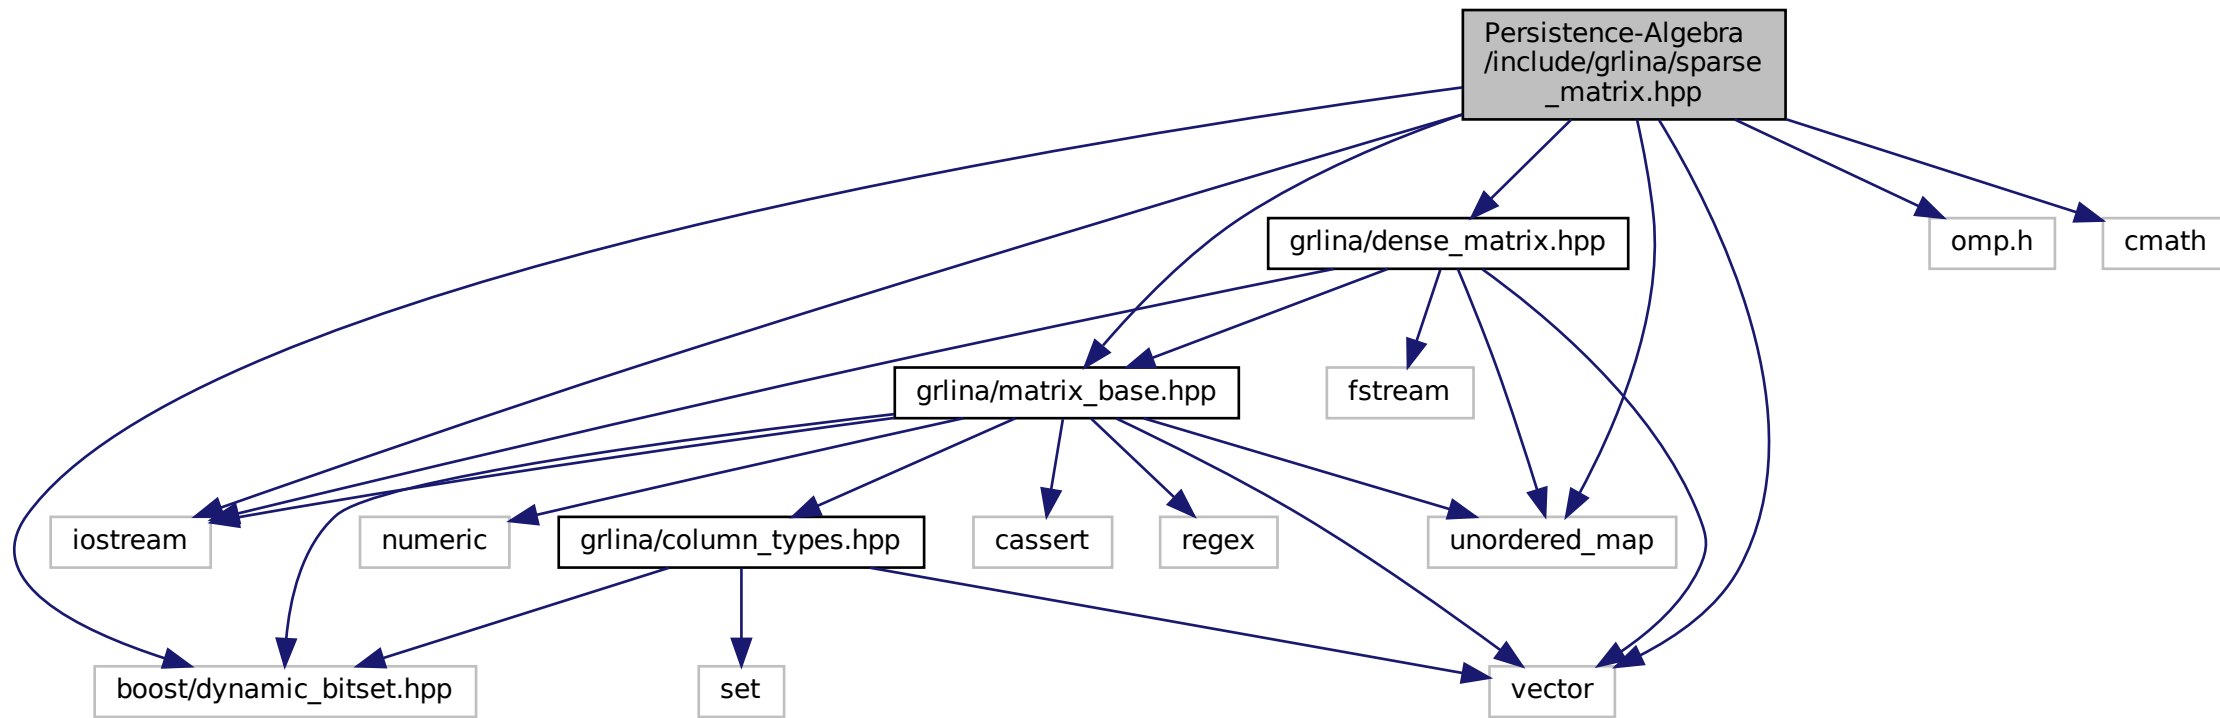 Persistence-Algebra
/include/grlina/sparse
_matrix.hpp
grlina/dense_matrix.hpp
omp.h
cmath
grlina/matrix_base.hpp
fstream
iostream
numeric
grlina/column_types.hpp
cassert
regex
unordered_map
boost/dynamic_bitset.hpp
set
vector